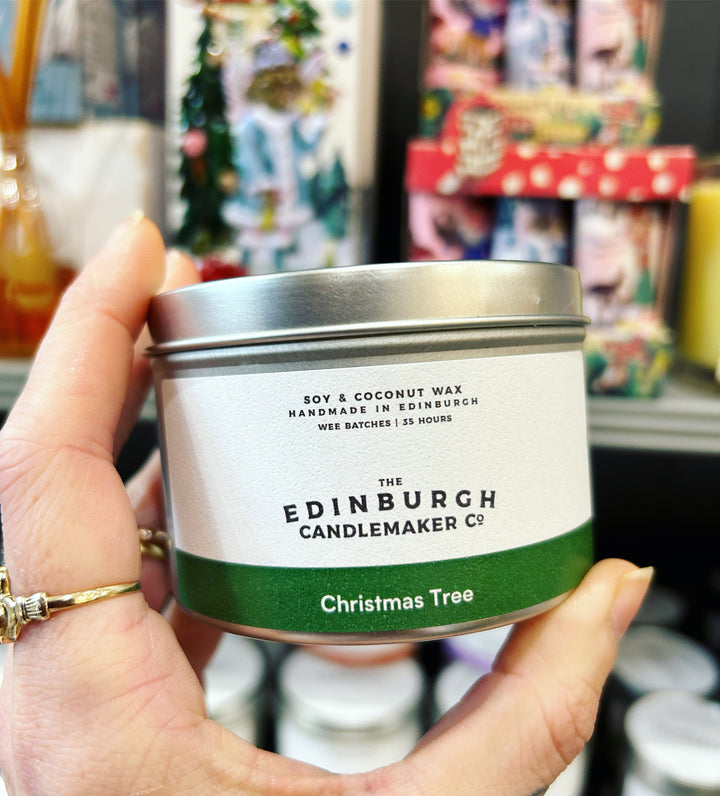 SOY & COCONUT WAX
HANDMADE IN EDINBURGH
WEE BATCHES | 35 HOURS
THE
EDINBURGH
CANDLEMAKER Cº
Christmas Tree